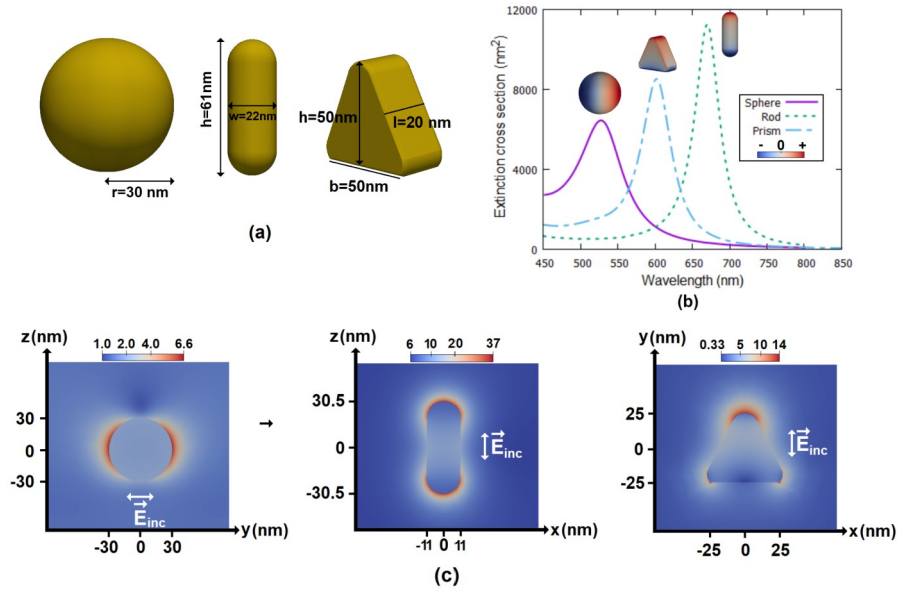 h=61nm
w=22nm
r=30 nm
h=50nm
l=20 nm
b=50nm
(a)
Extinction cross section (nm²)
12000
8000
4000
0
450 500 550 600 650 700 750 800 850
Wavelength (nm)
Sphere
Rod
Prism
- 0 +
(b)
z(nm)
1.0 2.0 4.0 6.6
30
0
-30
E inc
-30 0 30
y(nm)
→
z(nm)
6 10 20 37
30.5
0
-30.5
E inc
-11 0 11
x(nm)
y(nm)
0.33 5 10 14
25
0
-25
E inc
-25 0 25
x(nm)
(c)